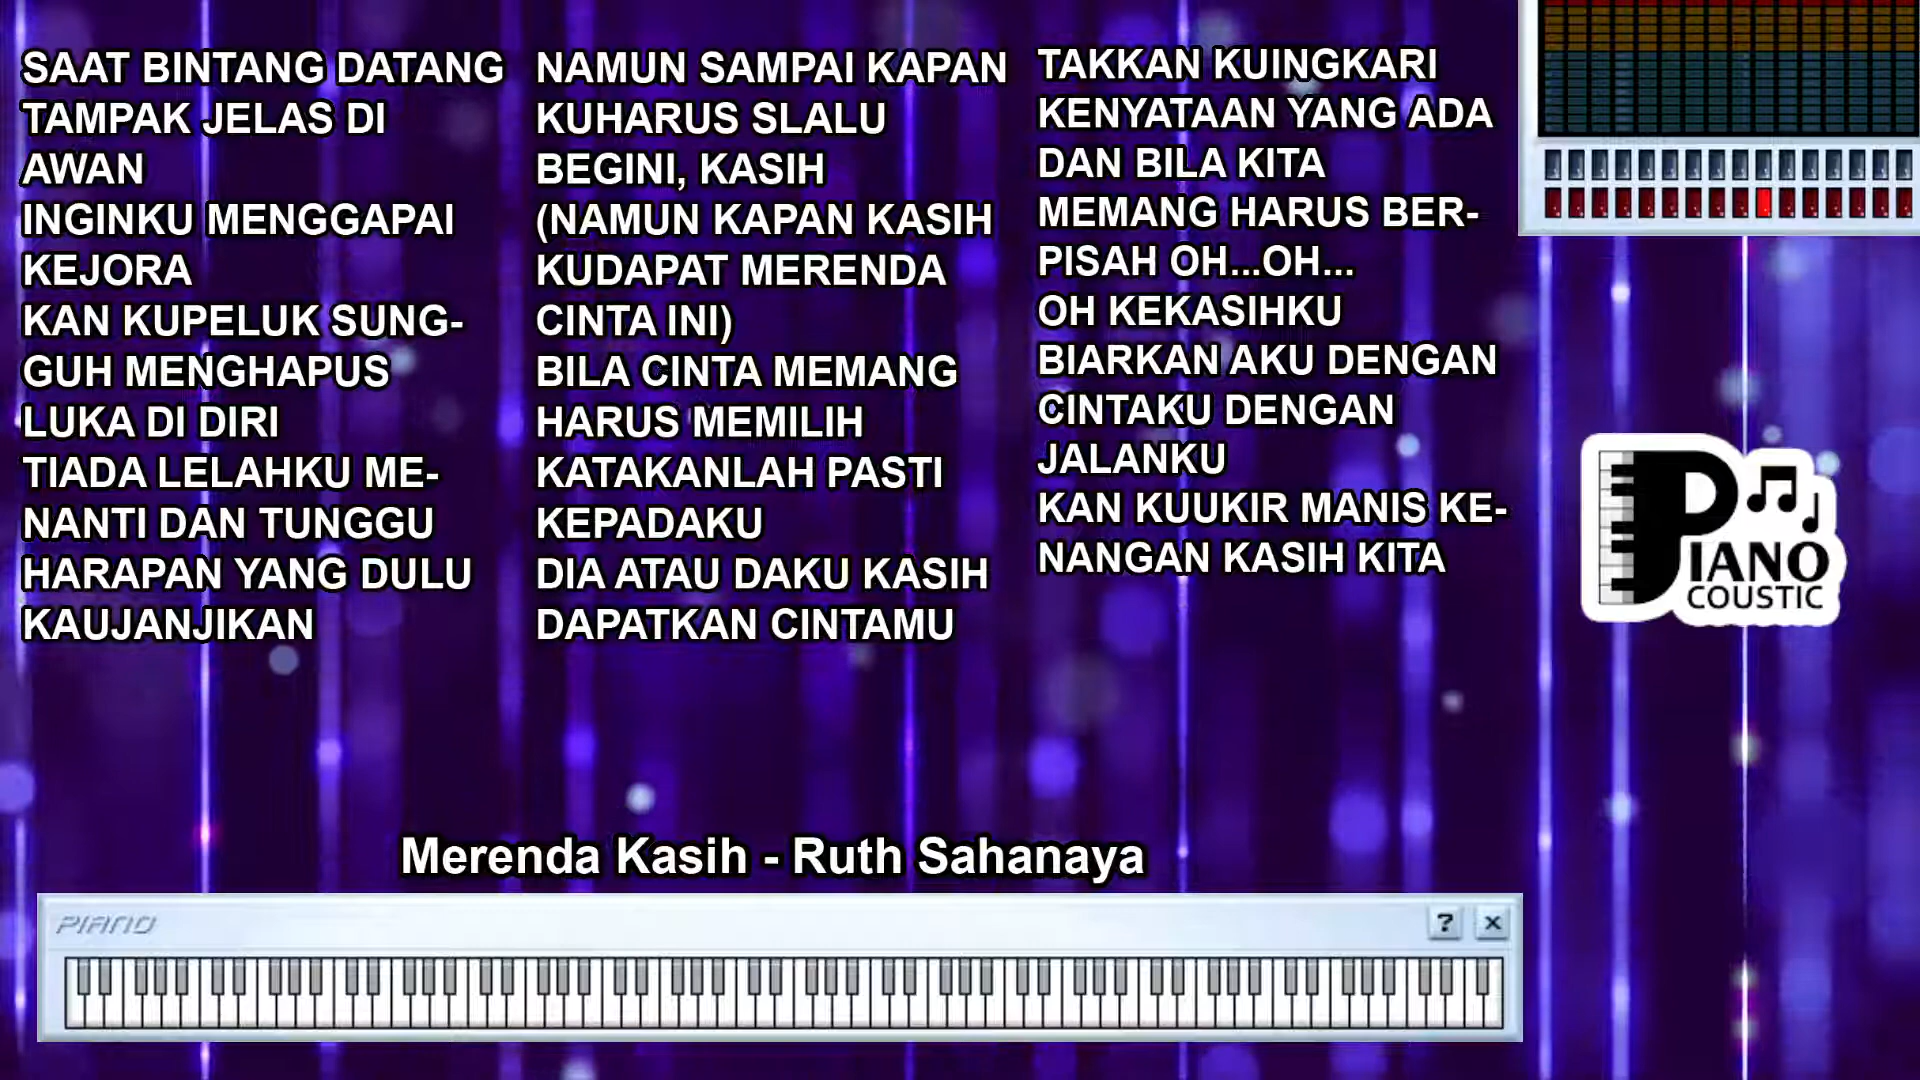 SAAT BINTANG DATANG
TAMPAK JELAS DI
AWAN
INGINKU MENGGAPAI
KEJORA
KAN KUPELUK SUNG-
GUH MENGHAPUS
LUKA DI DIRI
TIADA LELAHKU ME-
NANTI DAN TUNGGU
HARAPAN YANG DULU
KAUJANJIKAN
NAMUN SAMPAI KAPAN
KUHARUS SLALU
BEGINI, KASIH
(NAMUN KAPAN KASIH
KUDAPAT MERENDA
CINTA INI)
BILA CINTA MEMANG
HARUS MEMILIH
KATAKANLAH PASTI
KEPADAKU
DIA ATAU DAKU KASIH
DAPATKAN CINTAMU
TAKKAN KUINGKARI
KENYATAAN YANG ADA
DAN BILA KITA
MEMANG HARUS BER-
PISAH OH...OH...
OH KEKASIHKU
BIARKAN AKU DENGAN
CINTAKU DENGAN
JALANKU
KAN KUUKIR MANIS KE-
NANGAN KASIH KITA
PIANO
COUSTIC
Merenda Kasih - Ruth Sahanaya
PIANO
? ×